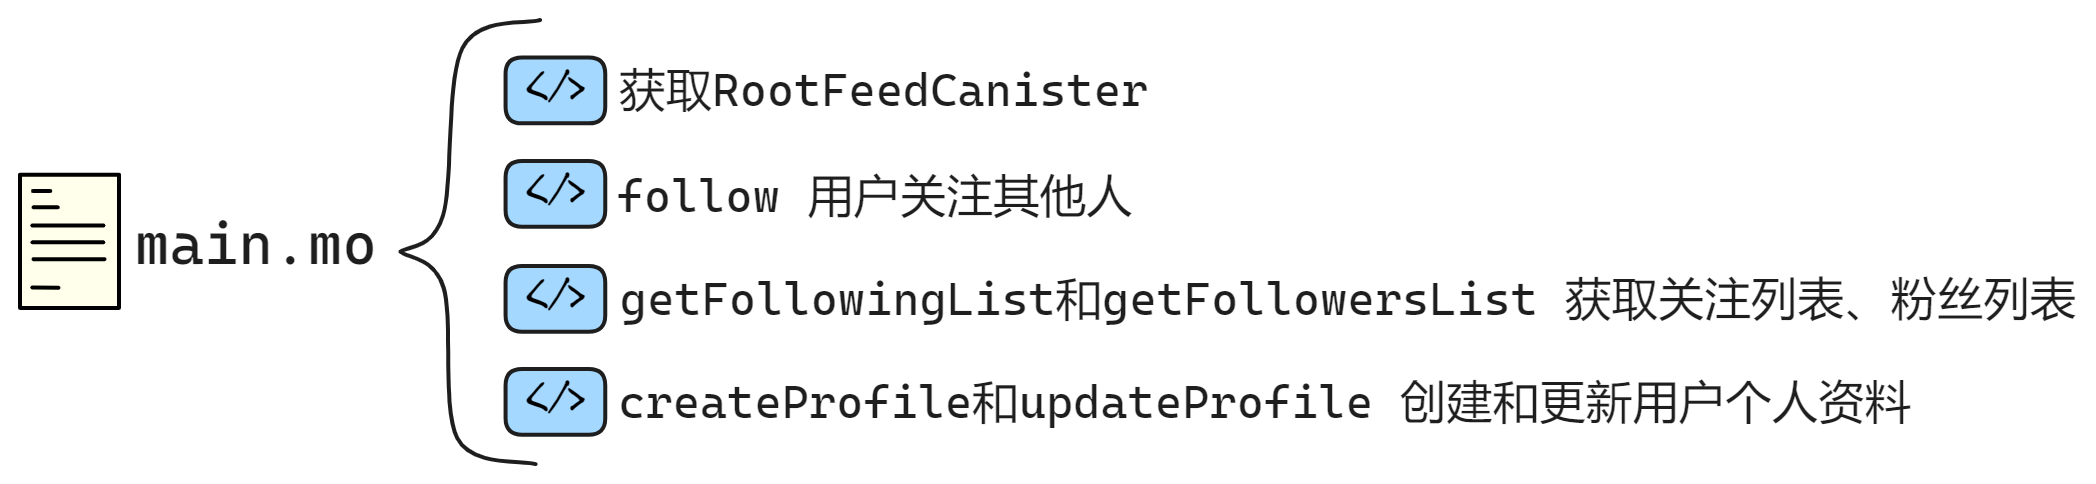 </> 获取RootFeedCanister
</> follow 用户关注其他人
main.mo
</> getFollowingList和getFollowersList 获取关注列表、粉丝列表
</> createProfile和updateProfile 创建和更新用户个人资料